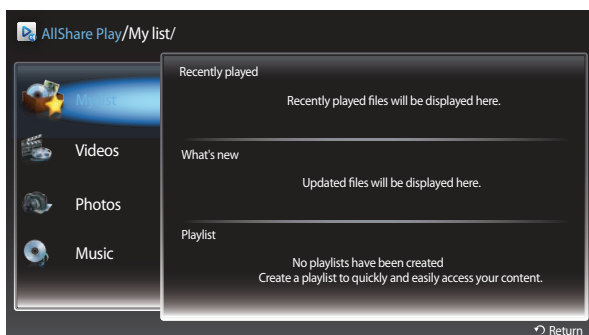 AllShare Play/My list/
My list
Recently played
Recently played files will be displayed here.
Videos
What's new
Updated files will be displayed here.
Photos
Playlist
Music
No playlists have been created
Create a playlist to quickly and easily access your content.
Return